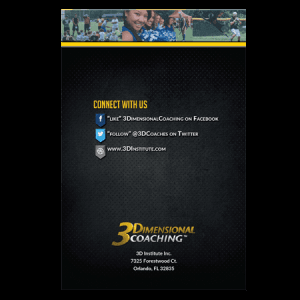 CONNECT WITH US
"LIKE" 3DIMENSIONALCOACHING ON FACEBOOK
"FOLLOW" @3DCOACHES ON TWITTER
WWW.3DINSTITUTE.COM
3DIMENSIONAL
COACHING™
3D Institute Inc.
7325 Forestwood Ct.
Orlando, FL 32835